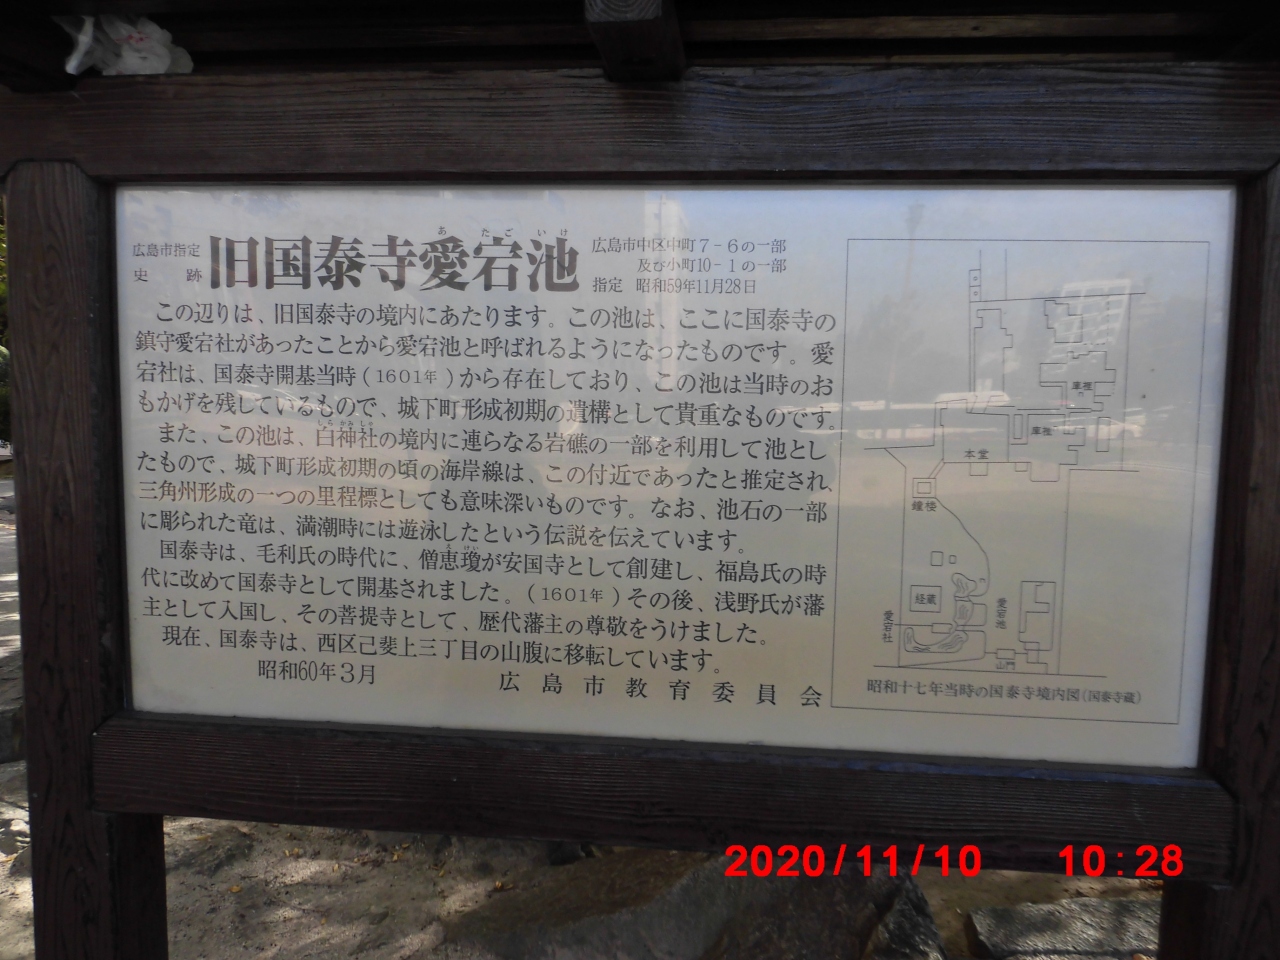 広島市指定
史跡
旧国泰寺愛宕池
あたごいけ
広島市中区中町7-6の一部
及び小町10-1の一部
指定 昭和59年11月28日
この辺りは、旧国泰寺の境内にあたります。この池は、ここに国泰寺の
鎮守愛宕社があったことから愛宕池と呼ばれるようになったものです。愛
宕社は、国泰寺開基当時(1601年)から存在しており、この池は当時のお
もかげを残しているもので、城下町形成初期の遺構として貴重なものです。
また、この池は、白神社の境内に連らなる岩礁の一部を利用して池とし
たもので、城下町形成初期の頃の海岸線は、この付近であったと推定され、
三角州形成の一つの里程標としても意味深いものです。なお、池石の一部
に彫られた竜は、満潮時には遊泳したという伝説を伝えています。
国泰寺は、毛利氏の時代に、僧恵瓊が安国寺として創建し、福島氏の時
代に改めて国泰寺として開基されました。(1601年)その後、浅野氏が藩
主として入国し、その菩提寺として、歴代藩主の尊敬をうけました。
現在、国泰寺は、西区己斐上三丁目の山腹に移転しています。
昭和60年3月
広島市教育委員会
庫裡
庫裡
本堂
鐘楼
経蔵
愛宕社
愛宕池
山門
昭和十七年当時の国泰寺境内図(国泰寺蔵)
2020/11/10 10:28